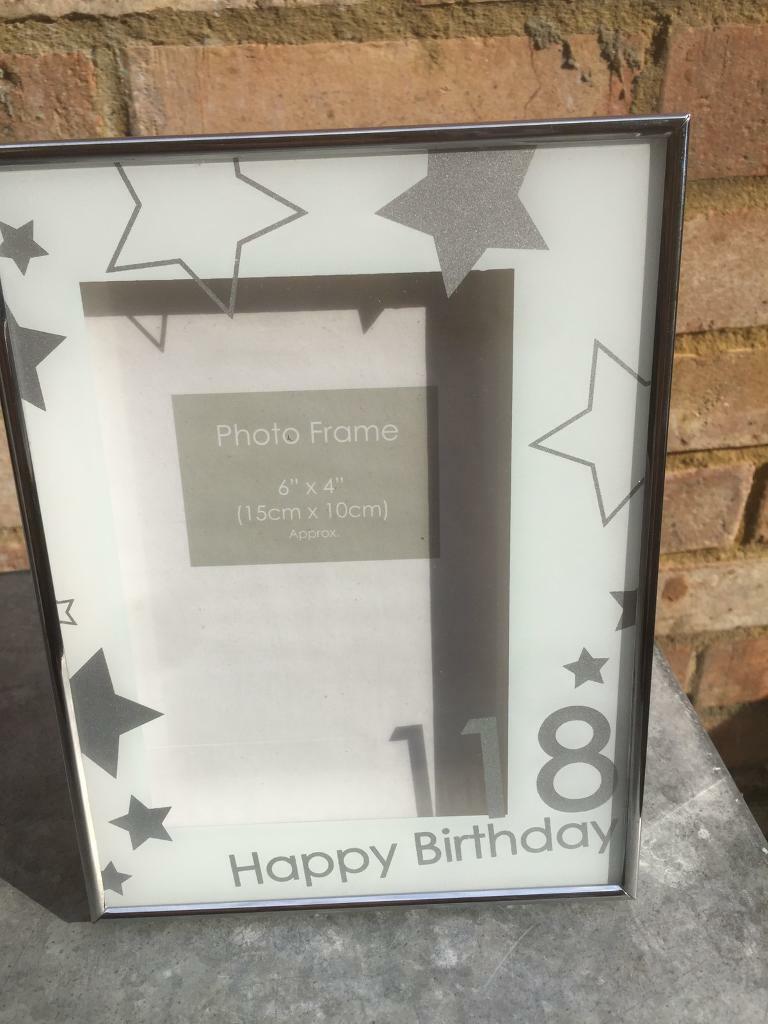 Photo Frame
6" x 4"
(15cm x 10cm)
Approx.
18
Happy Birthday